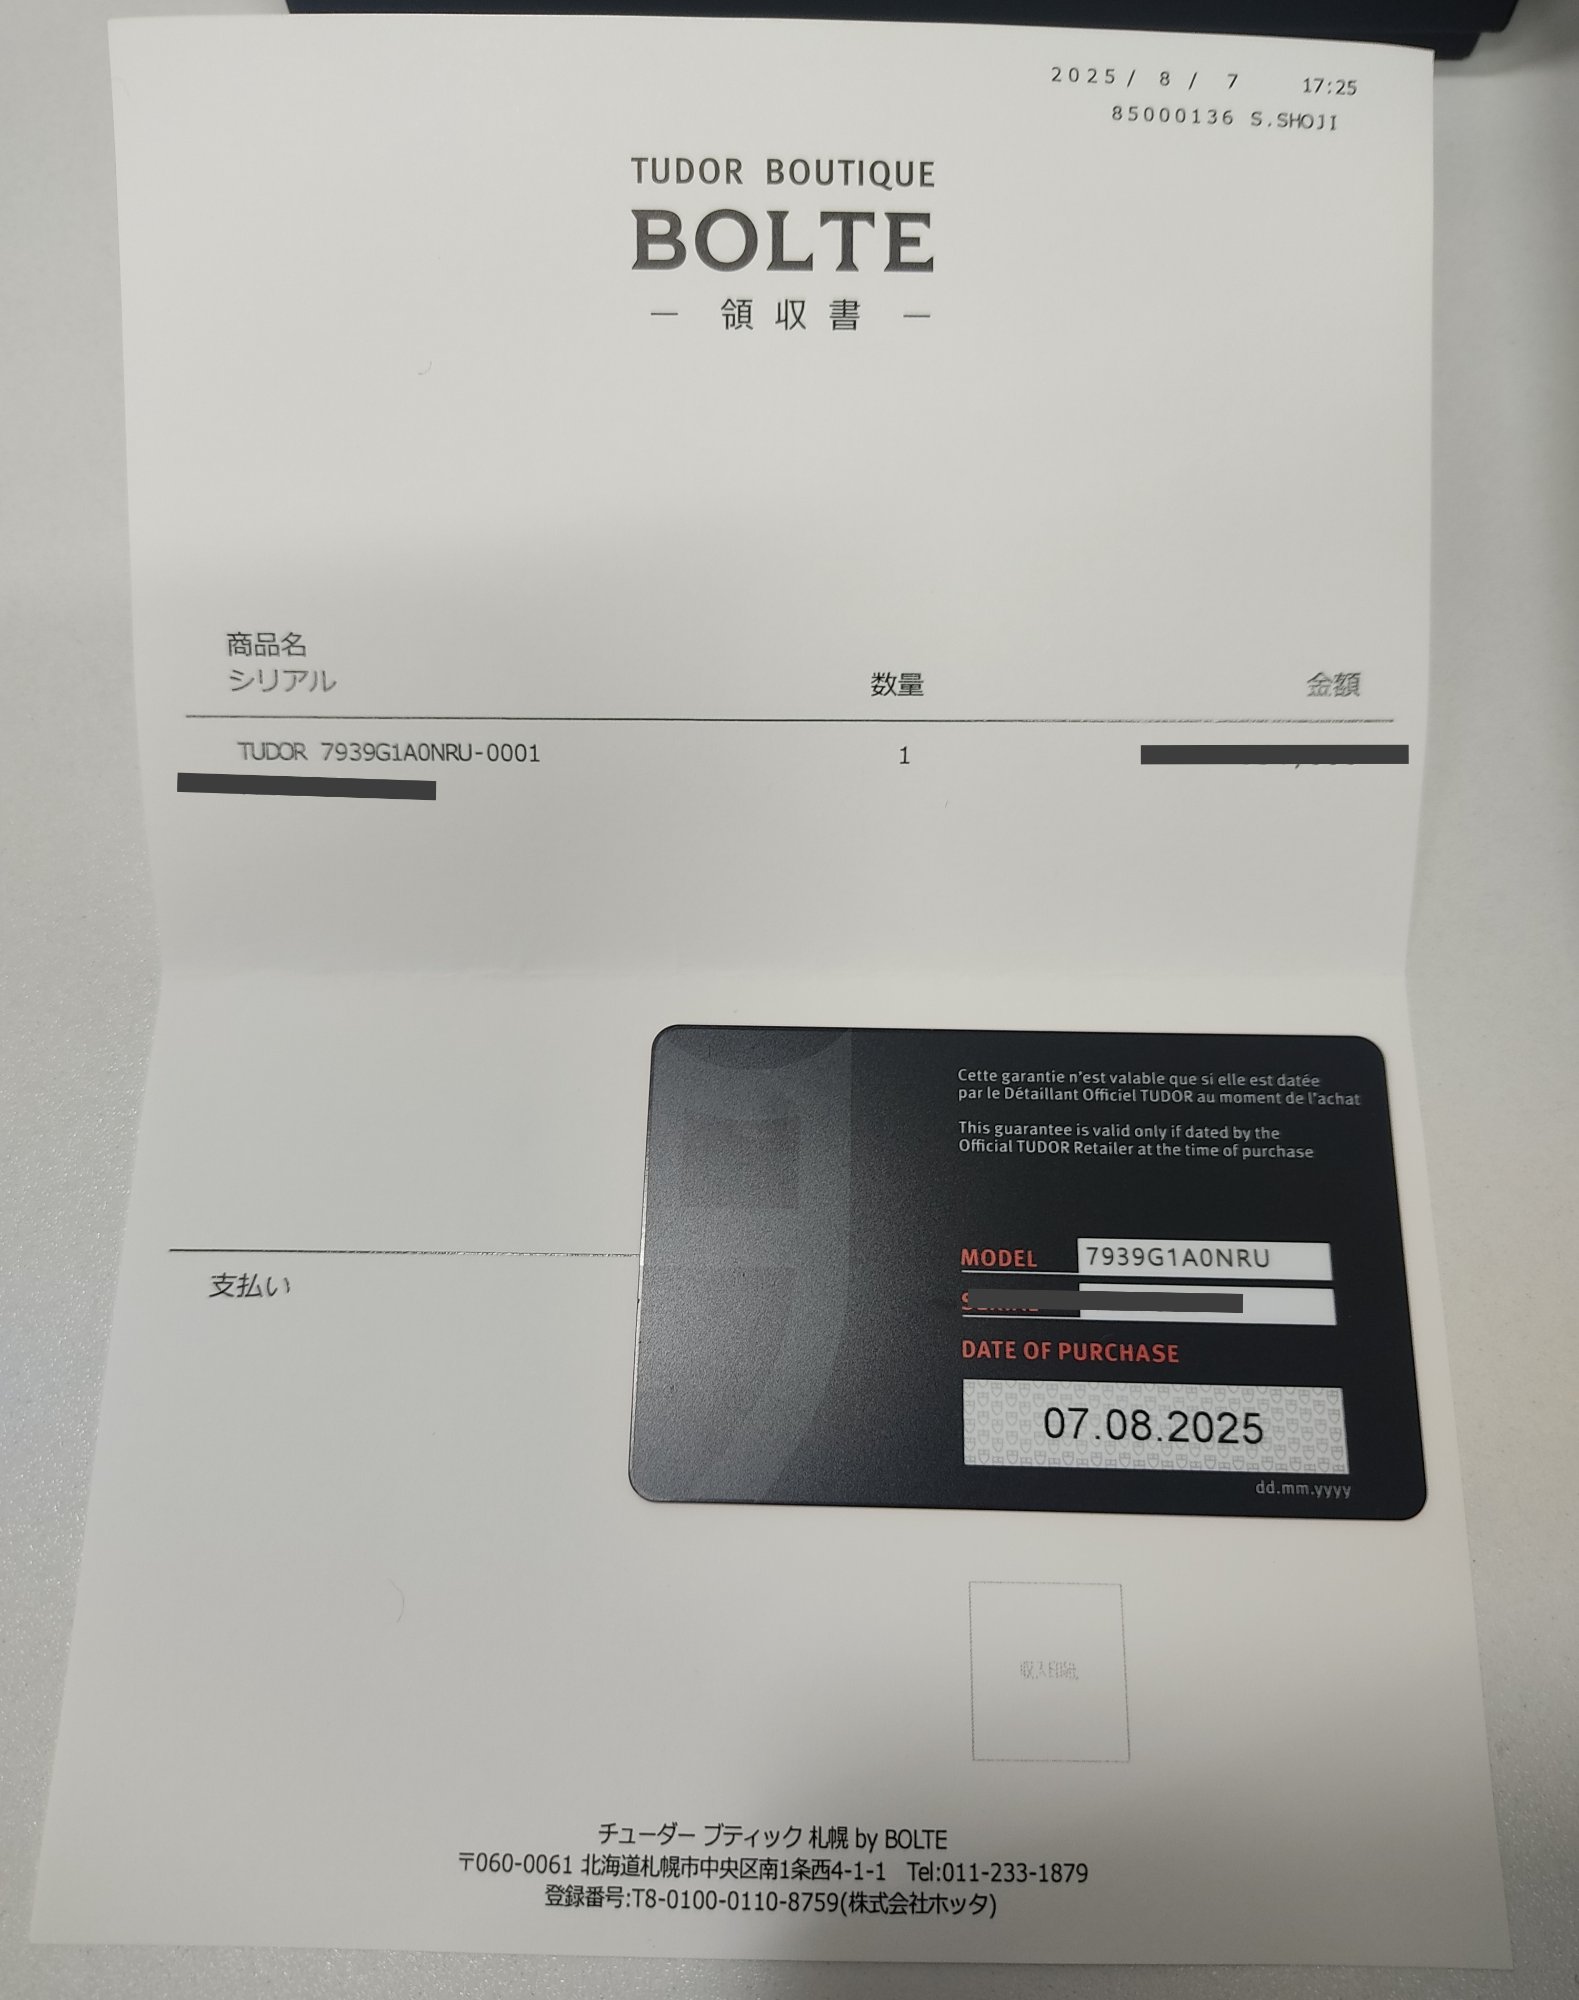 2025/ 8/ 7 17:25
85000136 S.SHOJI
TUDOR BOUTIQUE
BOLTE
― 領収書 ―
商品名
シリアル 数量 金額
TUDOR 7939G1A0NRU-0001 1
Cette garantie n'est valable que si elle est datée
par le Détaillant Officiel TUDOR au moment de l'achat
This guarantee is valid only if dated by the
Official TUDOR Retailer at the time of purchase
MODEL 7939G1A0NRU
DATE OF PURCHASE
07.08.2025
dd.mm.yyyy
支払い
収入印紙
チューダー ブティック 札幌 by BOLTE
〒060-0061 北海道札幌市中央区南1条西4-1-1 Tel:011-233-1879
登録番号:T8-0100-0110-8759(株式会社ホッタ)